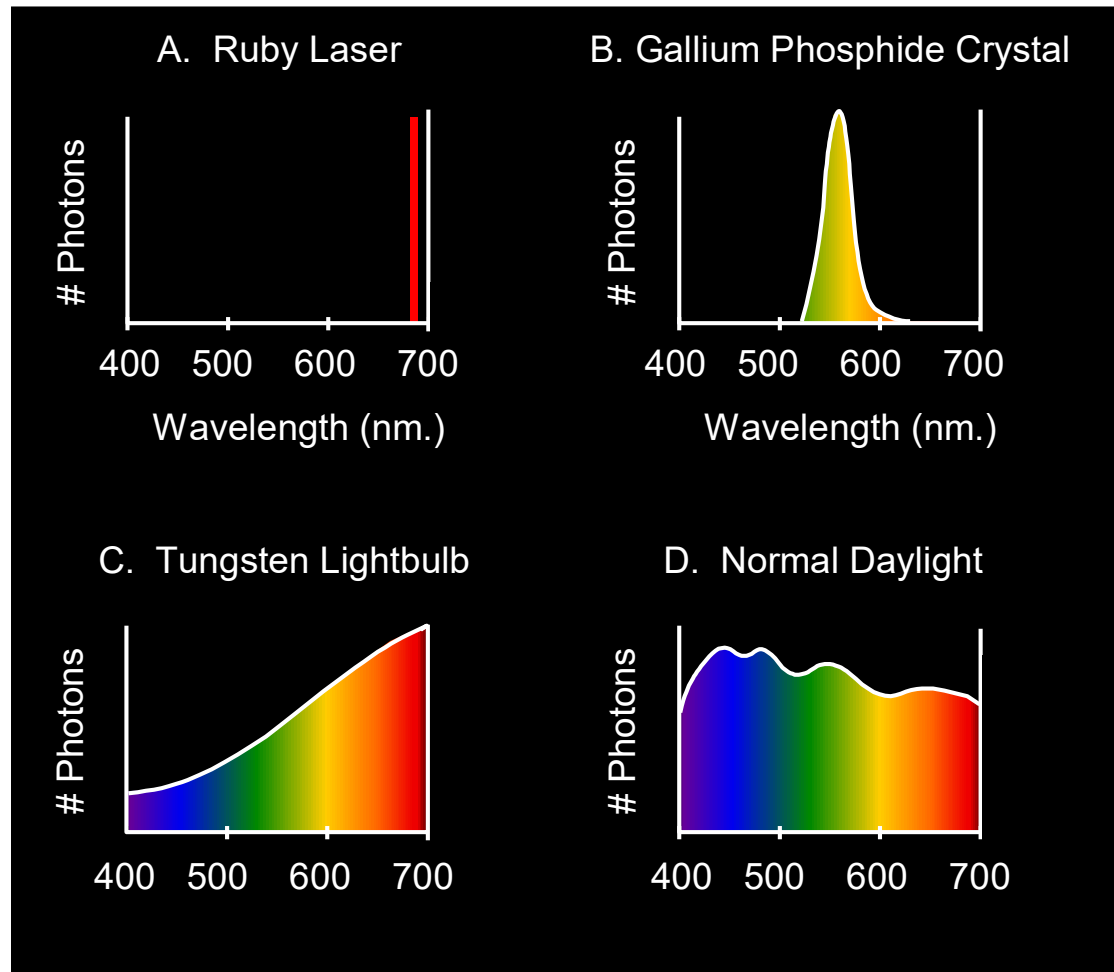 A.  Ruby Laser
# Photons
400 500 600 700
Wavelength (nm.)
B. Gallium Phosphide Crystal
# Photons
400 500 600 700
Wavelength (nm.)
C.  Tungsten Lightbulb
# Photons
400 500 600 700
D.  Normal Daylight
# Photons
400 500 600 700